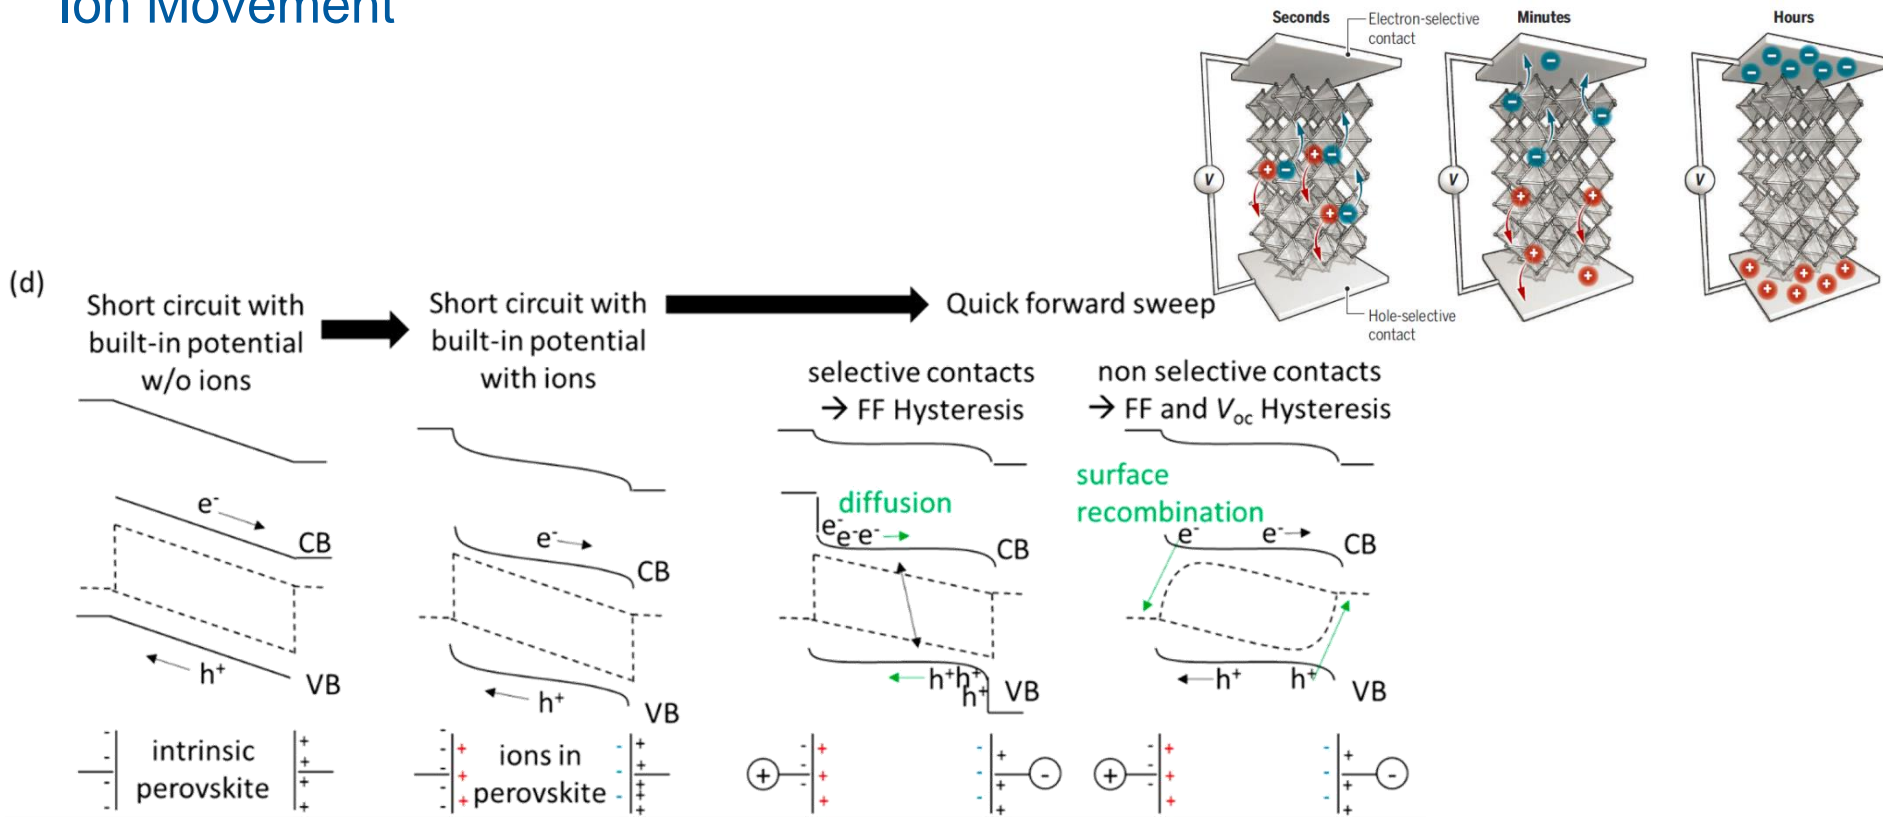 Ion Movement
Seconds
Minutes
Hours
Electron-selective
contact
V
V
V
Hole-selective
contact
(d)
Short circuit with
built-in potential
w/o ions
Short circuit with
built-in potential
with ions
Quick forward sweep
selective contacts
→ FF Hysteresis
non selective contacts
→ FF and Voc Hysteresis
e-
CB
h+
VB
e-
CB
h+
VB
diffusion
e-
e-e-
CB
h+h+
h+
VB
surface
recombination
e-
e-
CB
h+
h+
VB
intrinsic
perovskite
ions in
perovskite
+
-
+
-